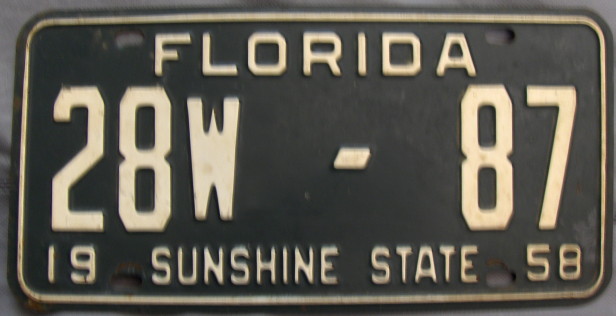 FLORIDA
28W - 87
19 SUNSHINE STATE 58